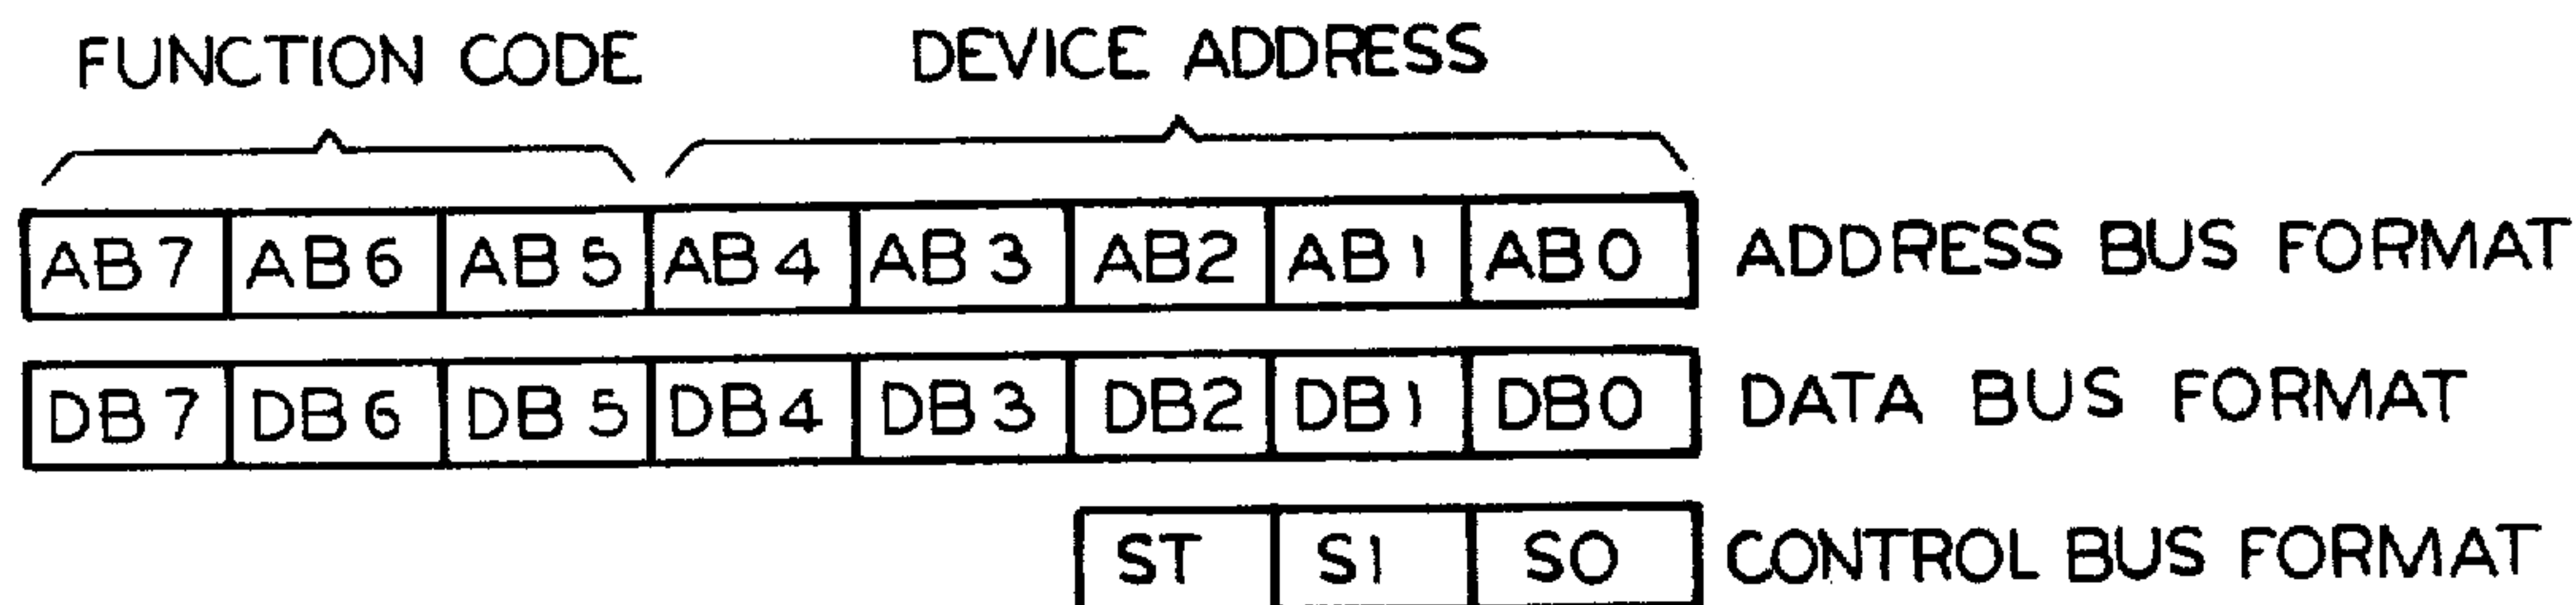 FUNCTION CODE DEVICE ADDRESS
AB7 AB6 AB5 AB4 AB3 AB2 AB1 AB0 ADDRESS BUS FORMAT
DB7 DB6 DB5 DB4 DB3 DB2 DB1 DB0 DATA BUS FORMAT
ST S1 S0 CONTROL BUS FORMAT